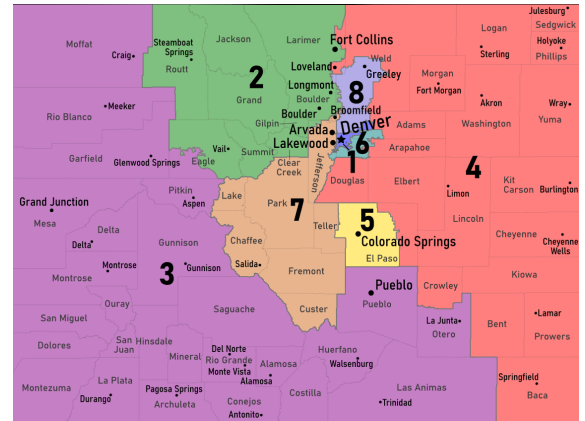 Julesburg
Moffat
Jackson
Larimer
Logan
Sedgwick
Steamboat
Springs
Craig
Routt
Fort Collins
Weld
Sterling
Holyoke
Phillips
Loveland
Greeley
2
Grand
Longmont
Boulder
8
Morgan
Fort Morgan
Meeker
Rio Blanco
Boulder
Broomfield
Akron
Wray
Gilpin
Arvada
Denver
Adams
Washington
Yuma
Vail
Lakewood
6
Arapahoe
Garfield
Glenwood Springs
Eagle
Summit
Clear
Creek
Jefferson
1
4
Pitkin
Aspen
Lake
Park
Douglas
Elbert
Limon
Kit
Carson
Burlington
Grand Junction
Mesa
7
Teller
5
Lincoln
Delta
Delta
Gunnison
Chaffee
Colorado Springs
Cheyenne
Cheyenne
Wells
El Paso
Montrose
Montrose
3
Gunnison
Salida
Fremont
Kiowa
Ouray
Custer
Pueblo
Pueblo
Crowley
San Miguel
Saguache
La Junta
Otero
Bent
Lamar
Prowers
Dolores
San
Juan
Hinsdale
Mineral
Del Norte
Rio Grande
Monte Vista
Alamosa
Alamosa
Huerfano
Walsenburg
Montezuma
La Plata
Durango
Pagosa Springs
Archuleta
Conejos
Antonito
Costilla
Las Animas
Trinidad
Springfield
Baca